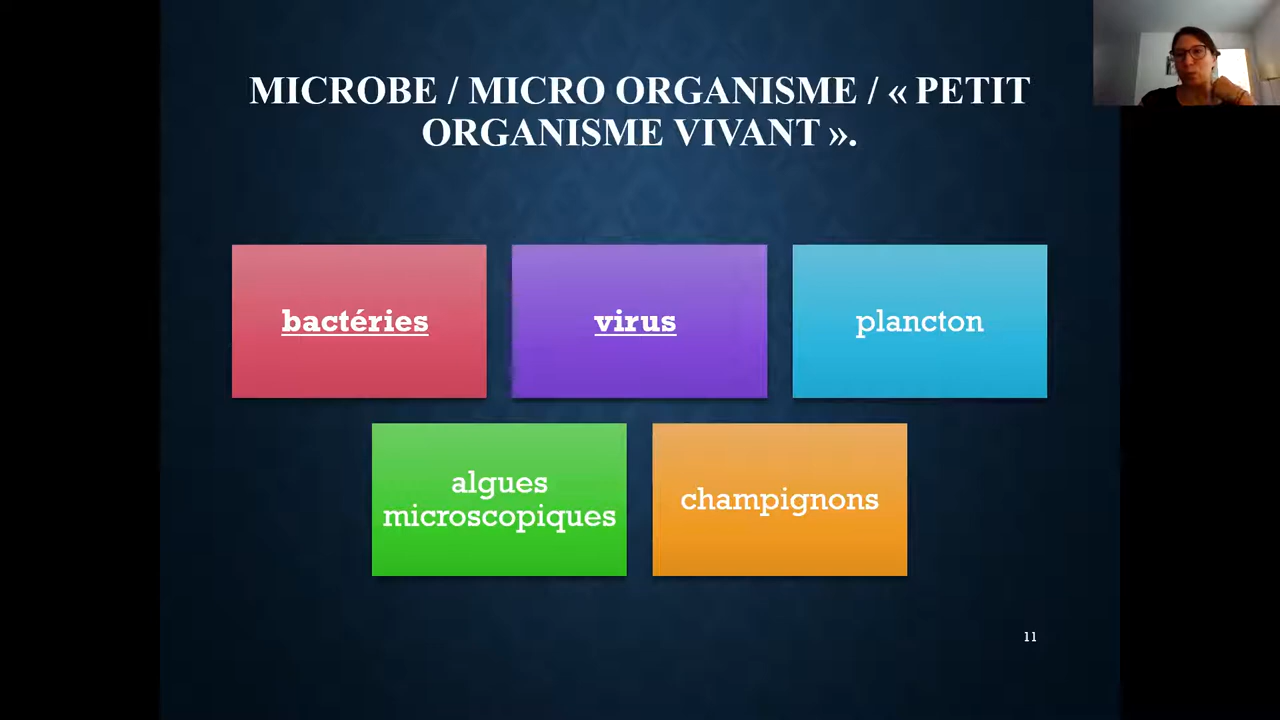 MICROBE / MICRO ORGANISME / « PETIT
ORGANISME VIVANT ».
bactéries
virus
plancton
algues
microscopiques
champignons
11